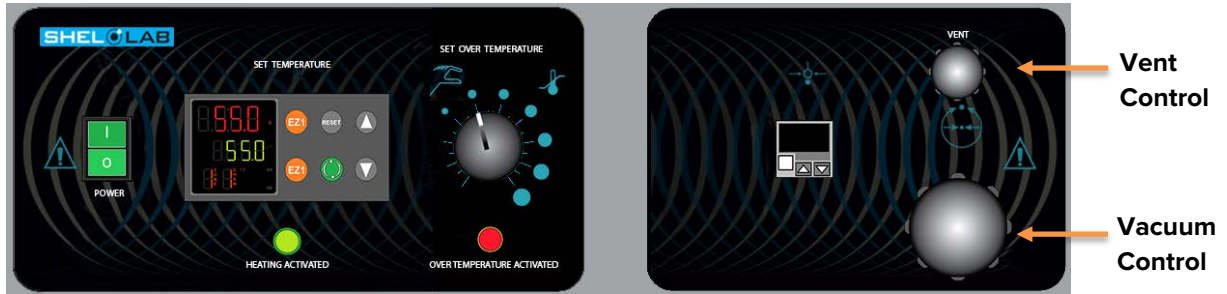 SHEL LAB
SET TEMPERATURE
SET OVER TEMPERATURE
55.0
55.0
EZ1
RESET
EZ1
I
O
POWER
HEATING ACTIVATED
OVER TEMPERATURE ACTIVATED
VENT
Vent
Control
Vacuum
Control